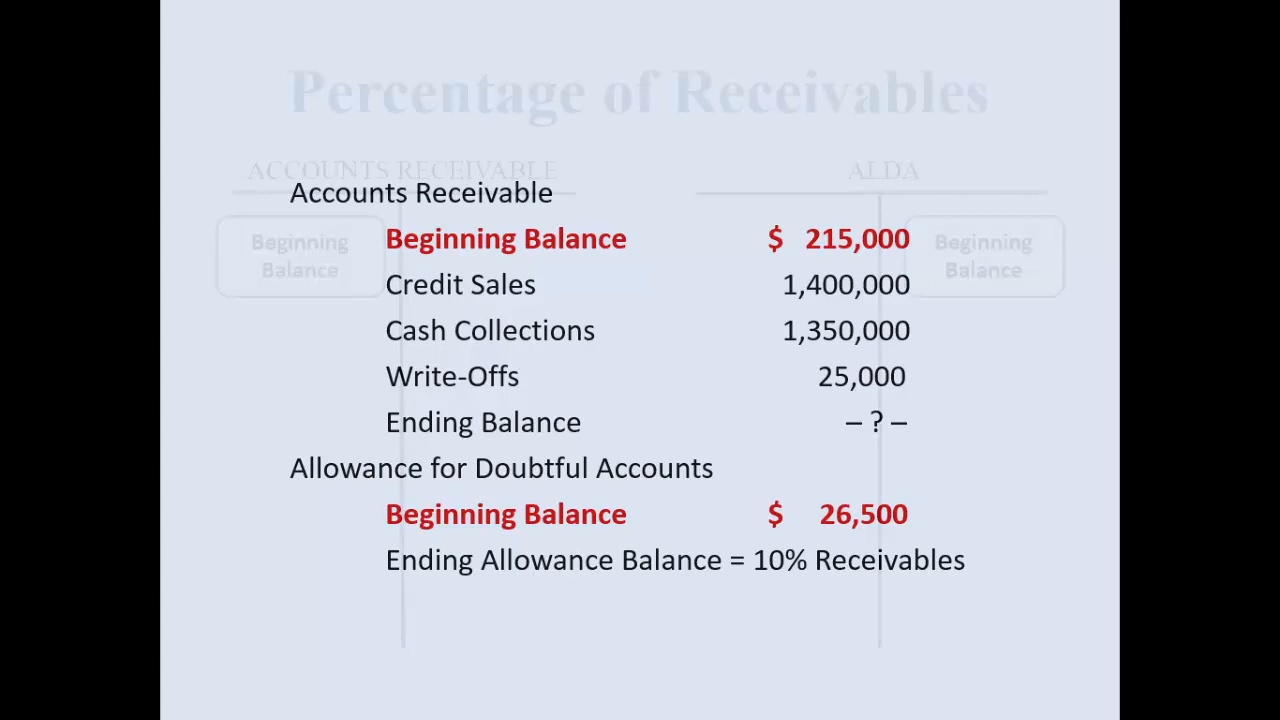 Percentage of Receivables
ACCOUNTS RECEIVABLE
ALDA
Accounts Receivable
Beginning Balance $ 215,000
Credit Sales 1,400,000
Cash Collections 1,350,000
Write-Offs 25,000
Ending Balance – ? –
Allowance for Doubtful Accounts
Beginning Balance $ 26,500
Ending Allowance Balance = 10% Receivables
Beginning
Balance
Beginning
Balance